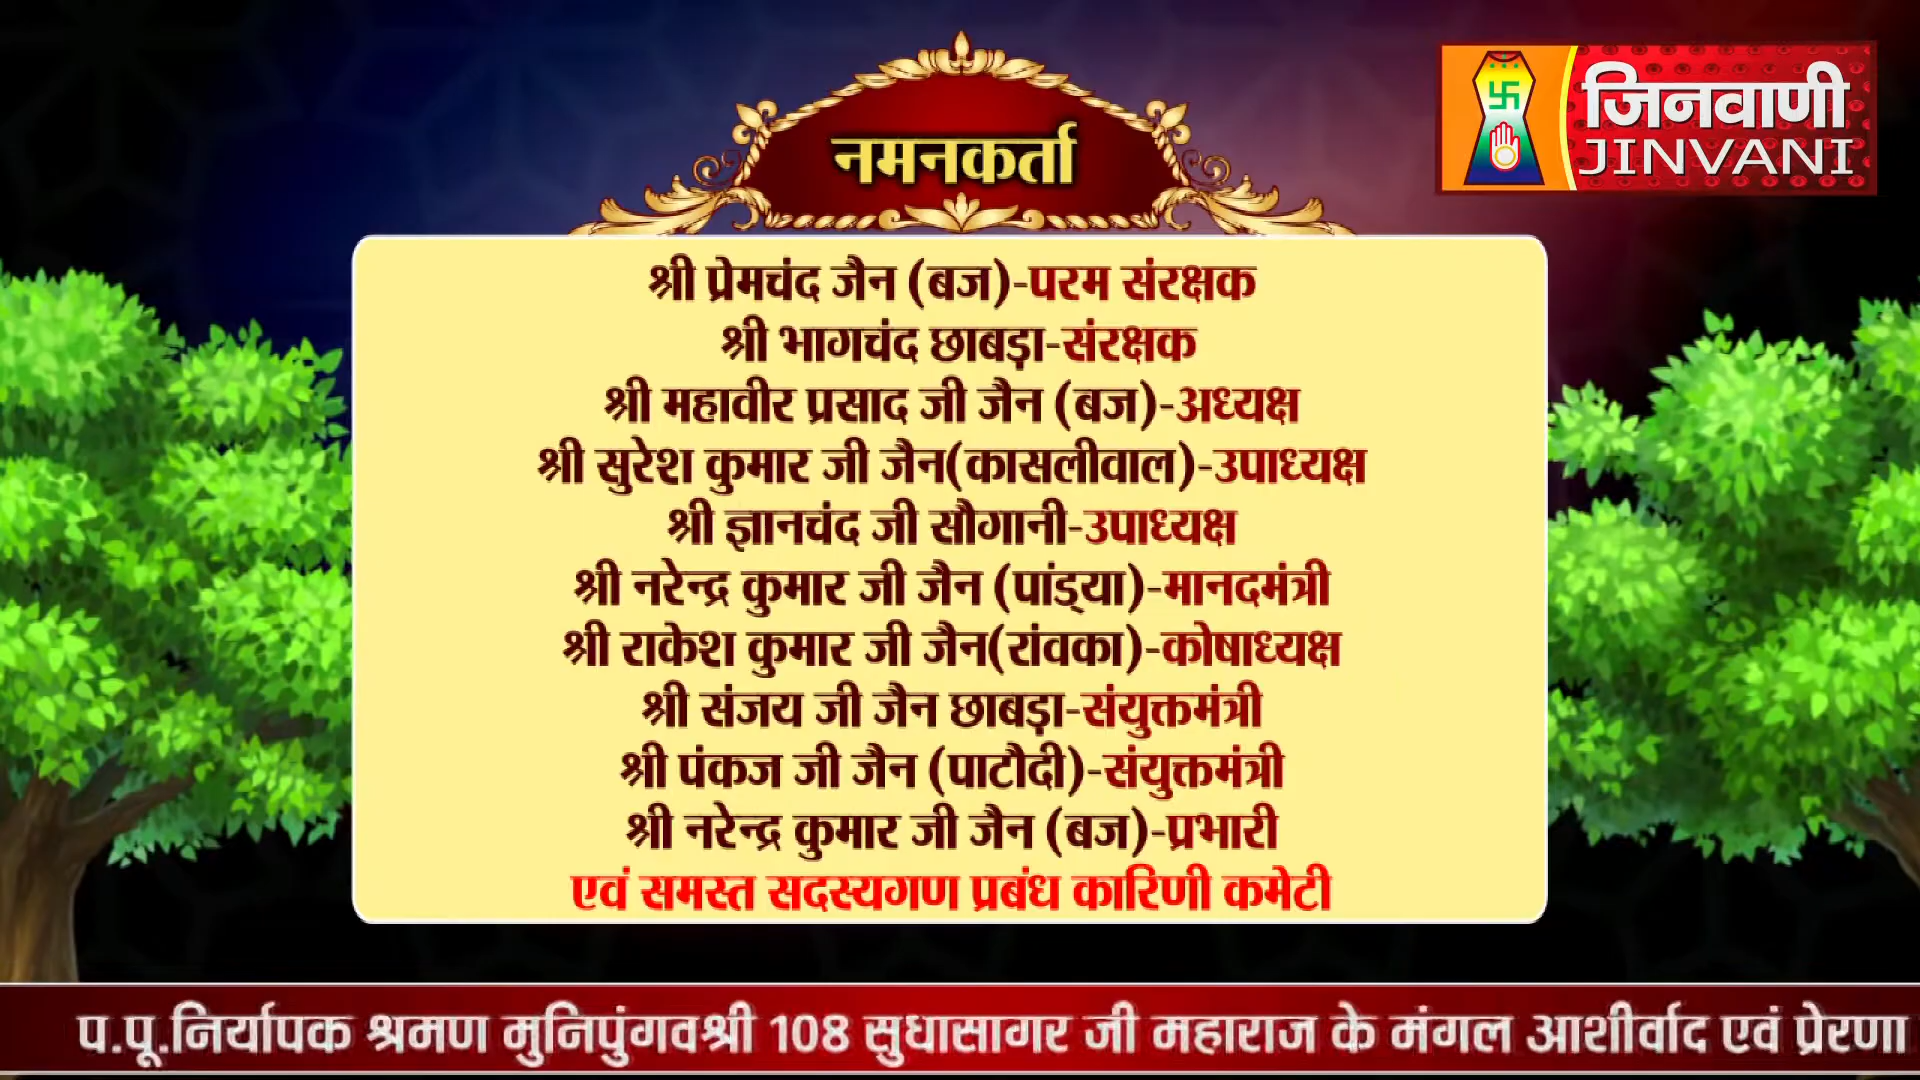 जिनवाणी
JINVANI
नमनकर्ता
श्री प्रेमचंद जैन (बज)-परम संरक्षक
श्री भागचंद छाबड़ा-संरक्षक
श्री महावीर प्रसाद जी जैन (बज)-अध्यक्ष
श्री सुरेश कुमार जी जैन(कासलीवाल)-उपाध्यक्ष
श्री ज्ञानचंद जी सौगानी-उपाध्यक्ष
श्री नरेन्द्र कुमार जी जैन (पांड्या)-मानदमंत्री
श्री राकेश कुमार जी जैन(रांवका)-कोषाध्यक्ष
श्री संजय जी जैन छाबड़ा-संयुक्तमंत्री
श्री पंकज जी जैन (पाटौदी)-संयुक्तमंत्री
श्री नरेन्द्र कुमार जी जैन (बज)-प्रभारी
एवं समस्त सदस्यगण प्रबंध कारिणी कमेटी
प.पू.निर्यापक श्रमण मुनिपुंगवश्री 108 सुधासागर जी महाराज के मंगल आशीर्वाद एवं प्रेरणा